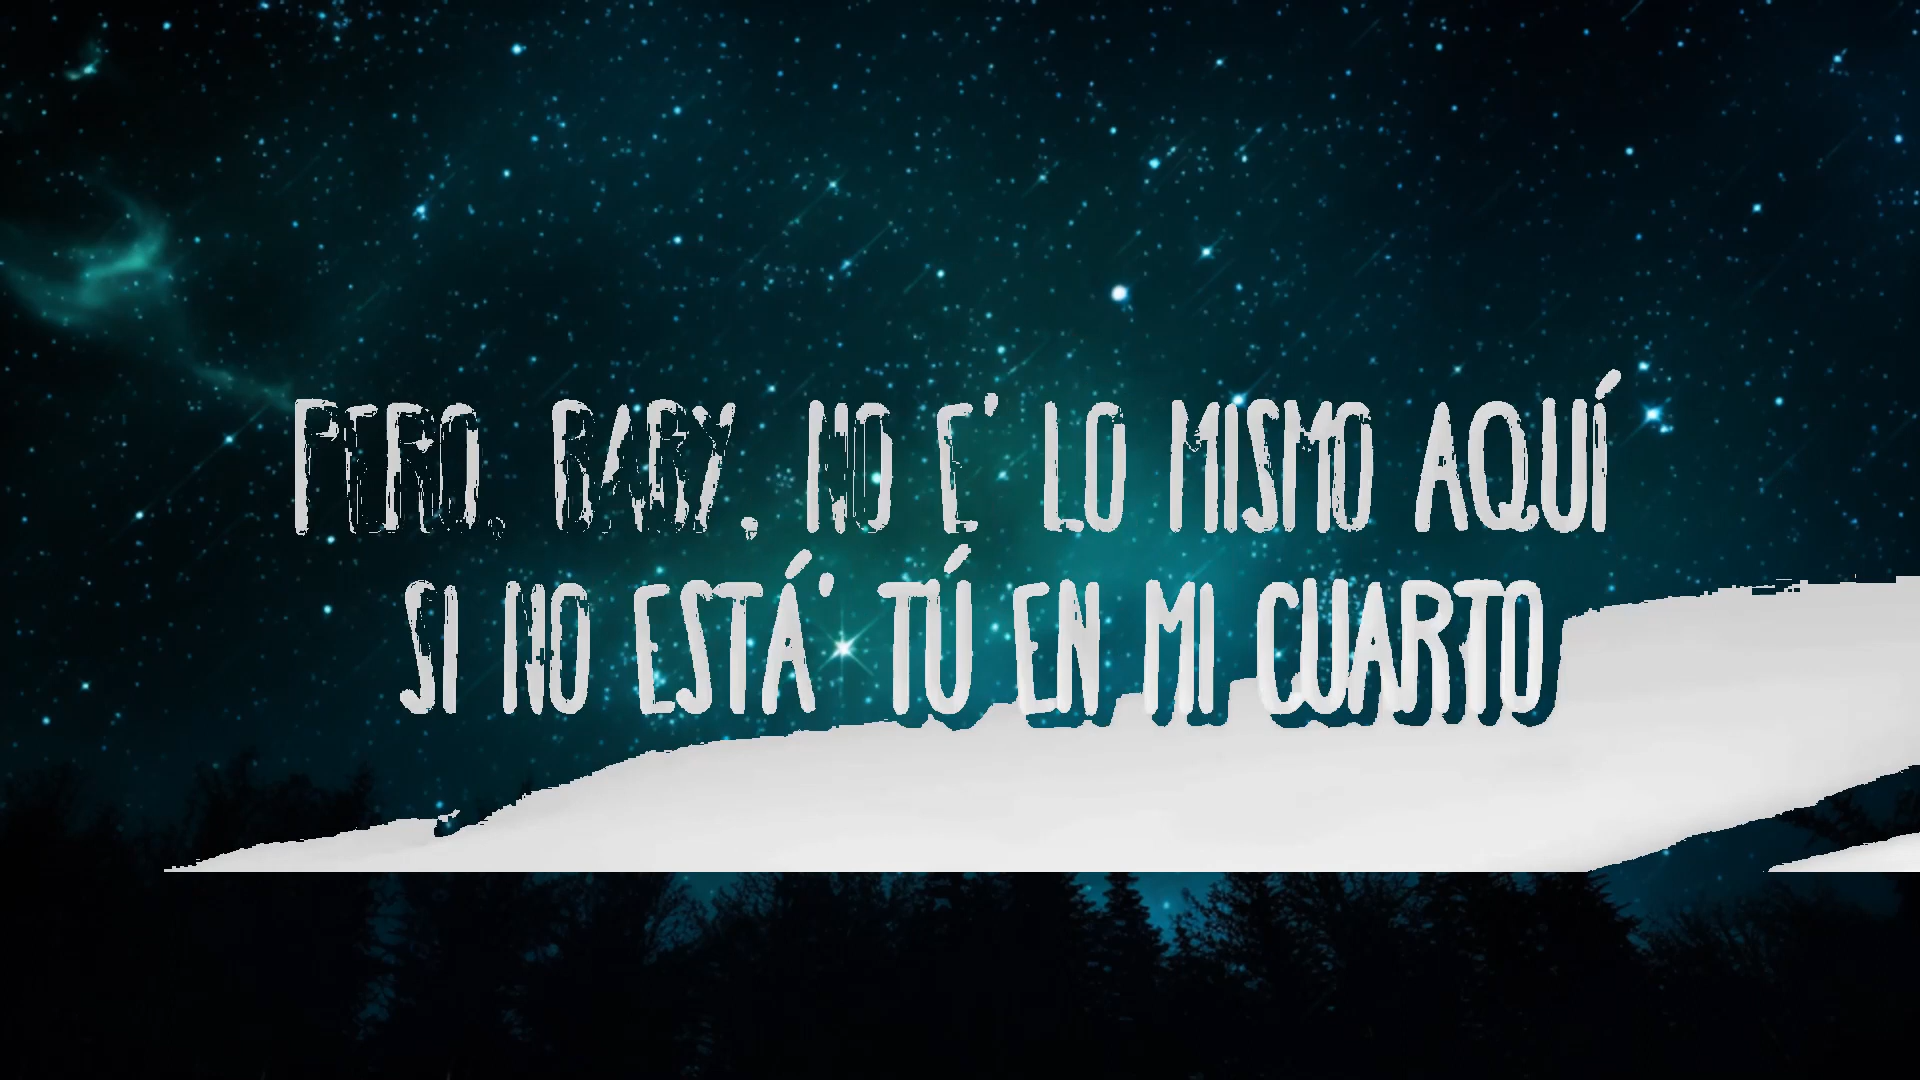 PERO, BABY, NO E' LO MISMO AQUÍ
SI NO ESTÁ' TÚ EN MI CUARTO